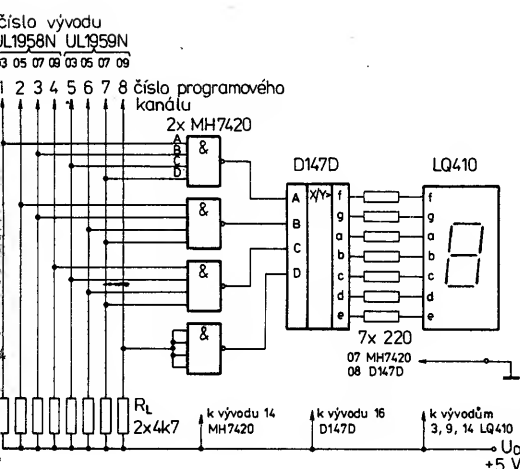 číslo vývodu
UL1958N UL1959N
03 05 07 09 03 05 07 09
1 2 3 4 5 6 7 8 číslo programového
kanálu
2x MH7420
A
B
C
D
&
&
&
&
D147D
X/Y>
A
B
C
D
f
g
a
b
c
d
e
LQ410
f
g
a
b
c
d
e
7x 220
07 MH7420
08 D147D
RL
2x4k7
k vývodu 14
MH7420
k vývodu 16
D147D
k vývodům
3, 9, 14 LQ410
+5 V